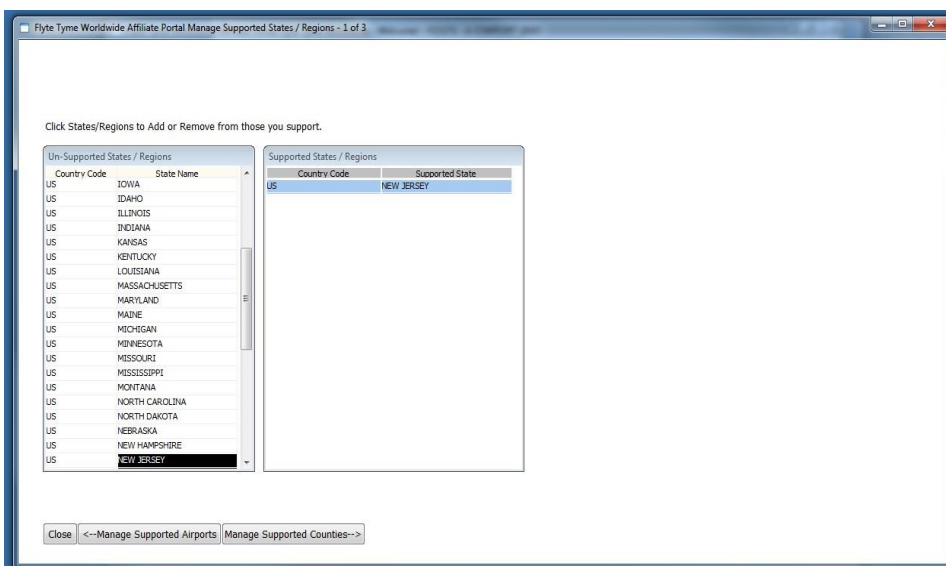 Flyte Tyme Worldwide Affiliate Portal Manage Supported States / Regions - 1 of 3
Click States/Regions to Add or Remove from those you support.
Un-Supported States / Regions
Country Code State Name
US IOWA
US IDAHO
US ILLINOIS
US INDIANA
US KANSAS
US KENTUCKY
US LOUISIANA
US MASSACHUSETTS
US MARYLAND
US MAINE
US MICHIGAN
US MINNESOTA
US MISSOURI
US MISSISSIPPI
US MONTANA
US NORTH CAROLINA
US NORTH DAKOTA
US NEBRASKA
US NEW HAMPSHIRE
US NEW JERSEY
Supported States / Regions
Country Code Supported State
US NEW JERSEY
Close <--Manage Supported Airports Manage Supported Counties-->